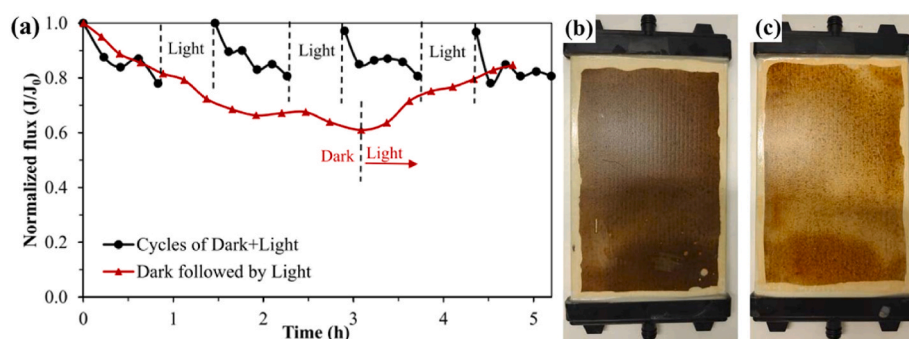 (a)
Normalized flux (J/J0)
1.0
0.8
0.6
0.4
0.2
0.0
Light
Light
Light
Dark
Light
Cycles of Dark+Light
Dark followed by Light
0
1
2
3
4
5
Time (h)
(b)
(c)